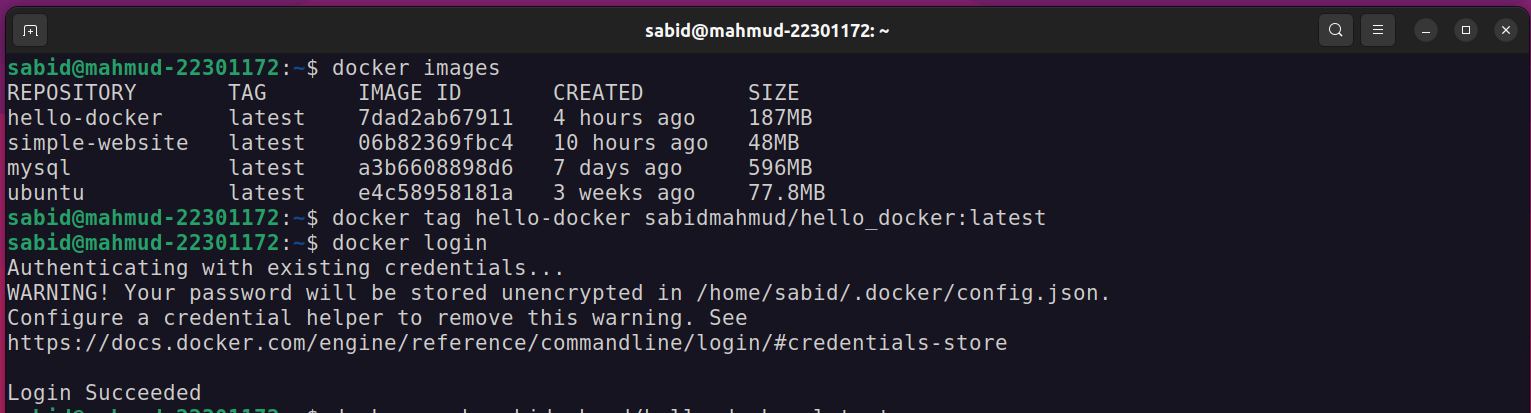 sabid@mahmud-22301172: ~
sabid@mahmud-22301172:~$ docker images
REPOSITORY       TAG       IMAGE ID       CREATED        SIZE
hello-docker     latest    7dad2ab67911   4 hours ago    187MB
simple-website   latest    06b82369fbc4   10 hours ago   48MB
mysql            latest    a3b6608898d6   7 days ago     596MB
ubuntu           latest    e4c58958181a   3 weeks ago    77.8MB
sabid@mahmud-22301172:~$ docker tag hello-docker sabidmahmud/hello_docker:latest
sabid@mahmud-22301172:~$ docker login
Authenticating with existing credentials...
WARNING! Your password will be stored unencrypted in /home/sabid/.docker/config.json.
Configure a credential helper to remove this warning. See
https://docs.docker.com/engine/reference/commandline/login/#credentials-store
Login Succeeded